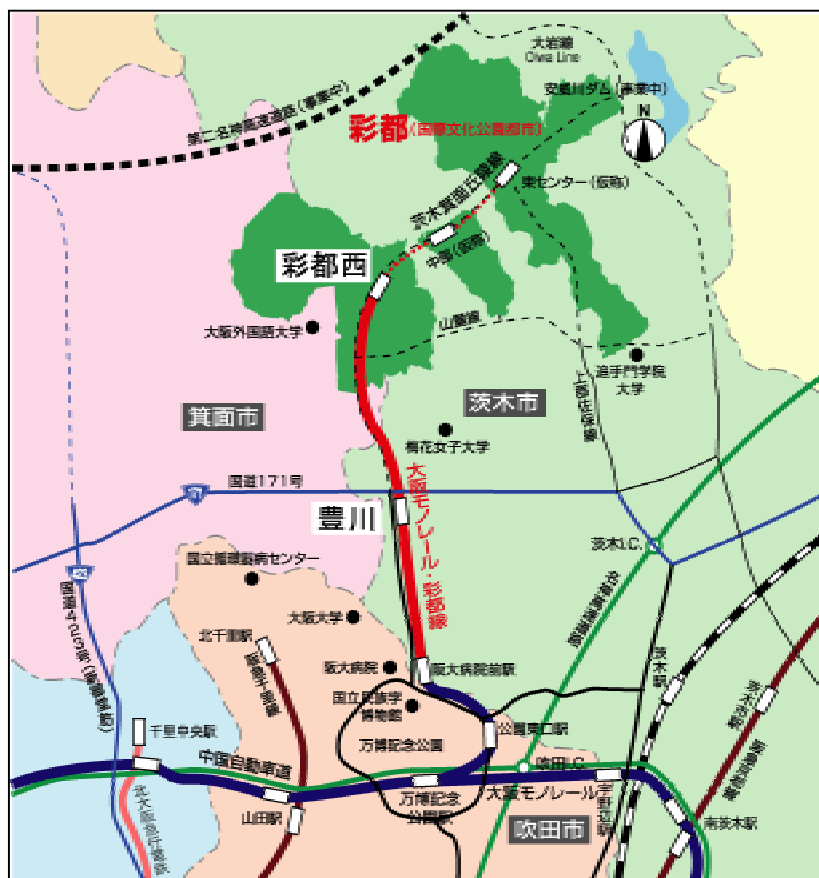 大岩線
Oiwa Line
安威川ダム(事業中)
第二名神高速道路(事業中)
彩都(国際文化公園都市)
N
茨木箕面丘陵線
東センター(仮称)
中部(仮称)
彩都西
大阪外国語大学
山麓線
追手門学院
大学
箕面市
茨木市
梅花女子大学
国道171号
171
豊川
大阪モノレール・彩都線
茨木I.C.
国立循環器病センター
大阪大学
北千里駅
阪大病院
阪大病院前駅
国立民族学
博物館
茨木駅
千里中央駅
公園東口駅
万博記念公園
中国自動車道
吹田I.C.
万博記念
公園駅
大阪モノレール
山田駅
吹田市
南茨木駅